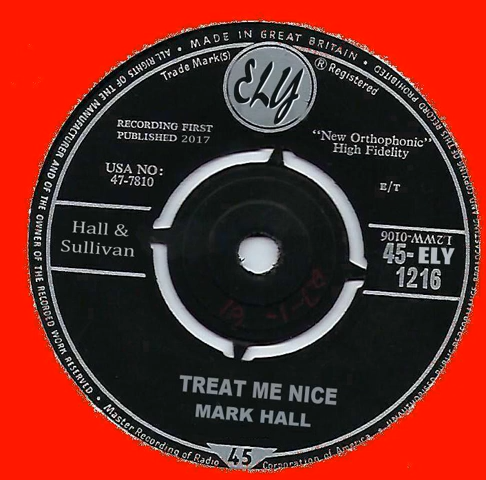 ALL RIGHTS OF THE MANUFACTURER AND OF THE OWNER OF THE RECORDED WORK RESERVED • MADE IN GREAT BRITAIN •
Trade Mark(s)
® Registered
ELY
RECORDING FIRST
PUBLISHED 2017
"New Orthophonic"
High Fidelity
USA NO:
47-7810
E/T
Hall &
Sullivan
L2WW-0106
45-ELY
1216
TREAT ME NICE
MARK HALL
Master Recording of Radio
45
Corporation of America